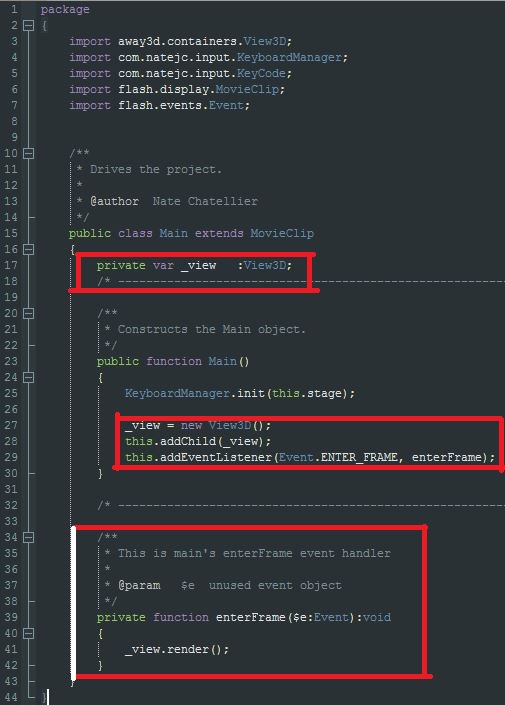 1 package
2 {
3 import away3d.containers.View3D;
4 import com.natejc.input.KeyboardManager;
5 import com.natejc.input.KeyCode;
6 import flash.display.MovieClip;
7 import flash.events.Event;
8
9
10 /**
11 * Drives the project.
12 *
13 * @author  Nate Chatellier
14 */
15 public class Main extends MovieClip
16 {
17 private var _view   :View3D;
18 /* -------------------------------------------------------
19
20 /**
21 * Constructs the Main object.
22 */
23 public function Main()
24 {
25 KeyboardManager.init(this.stage);
26
27 _view = new View3D();
28 this.addChild(_view);
29 this.addEventListener(Event.ENTER_FRAME, enterFrame);
30 }
31
32 /* -------------------------------------------------------
33
34 /**
35 * This is main's enterFrame event handler
36 *
37 * @param   $e  unused event object
38 */
39 private function enterFrame($e:Event):void
40 {
41 _view.render();
42 }
43 }
44 }